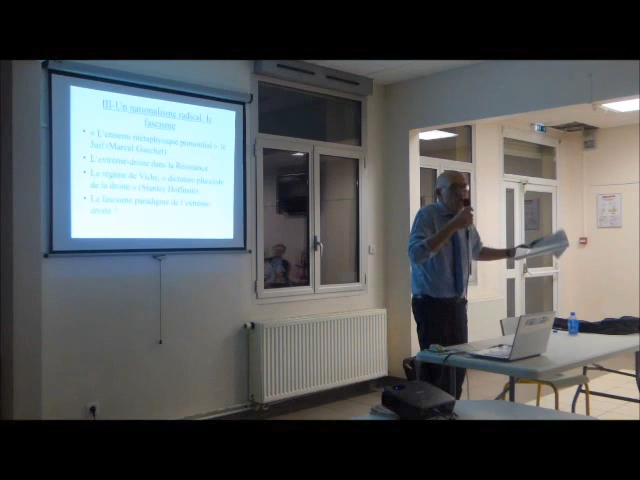 III-Un nationalisme radical, le
fascisme
• « L'ennemi métaphysique primordial » : le
Juif (Marcel Gauchet)
• L'extrême-droite dans la Résistance
• Le régime de Vichy, « dictature pluraliste
de la droite » (Stanley Hoffmann)
• Le fascisme paradigme de l'extrême-
droite ?